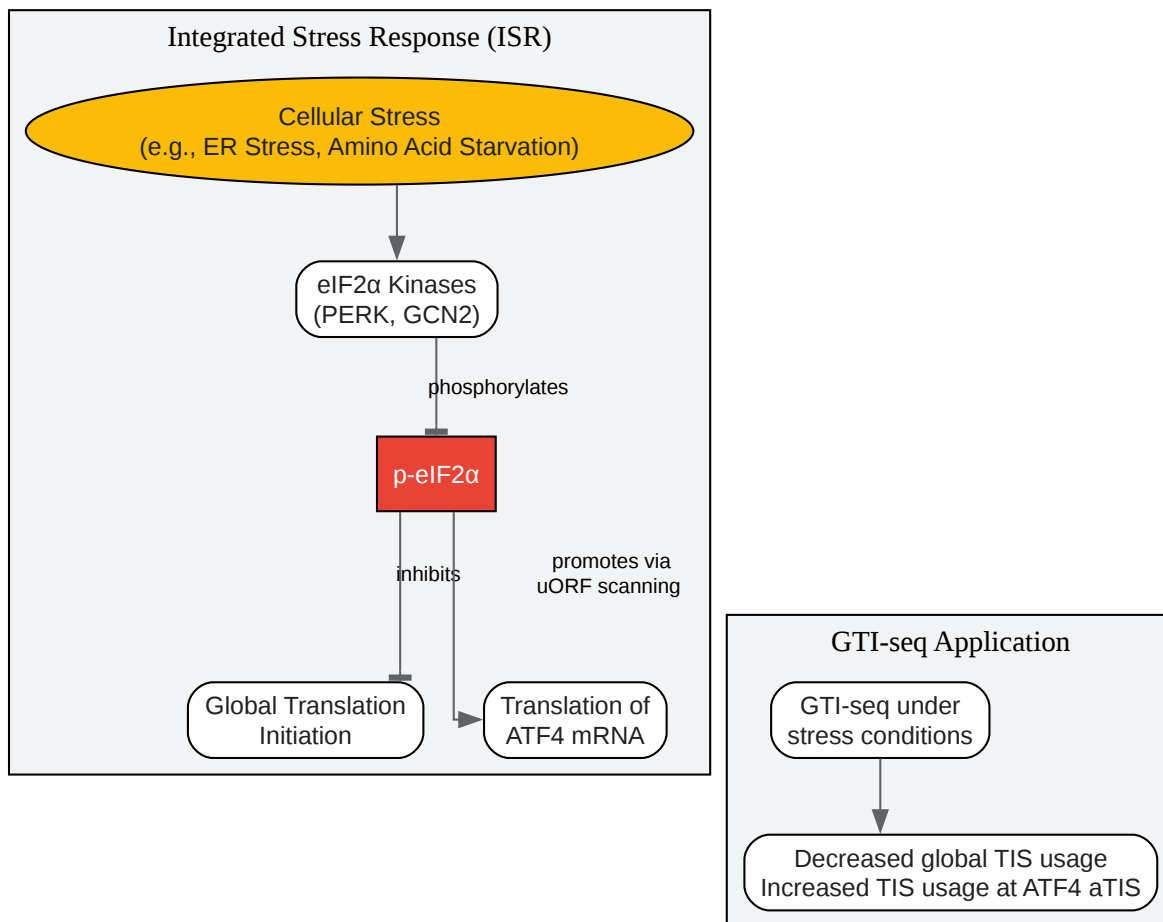 Integrated Stress Response (ISR)
Cellular Stress
(e.g., ER Stress, Amino Acid Starvation)
eIF2α Kinases
(PERK, GCN2)
phosphorylates
p-eIF2α
inhibits
promotes via
uORF scanning
Global Translation
Initiation
Translation of
ATF4 mRNA
GTI-seq Application
GTI-seq under
stress conditions
Decreased global TIS usage
Increased TIS usage at ATF4 aTIS